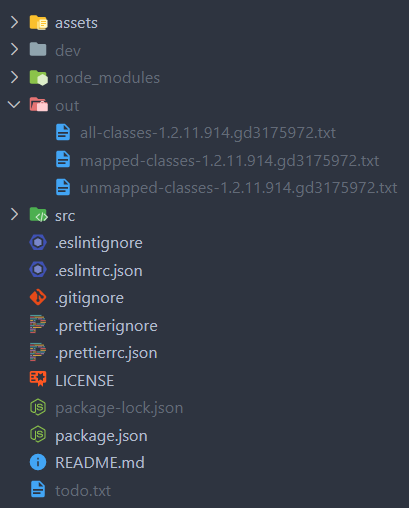 assets
dev
node_modules
out
all-classes-1.2.11.914.gd3175972.txt
mapped-classes-1.2.11.914.gd3175972.txt
unmapped-classes-1.2.11.914.gd3175972.txt
src
.eslintignore
.eslintrc.json
.gitignore
.prettierignore
.prettierrc.json
LICENSE
package-lock.json
package.json
README.md
todo.txt